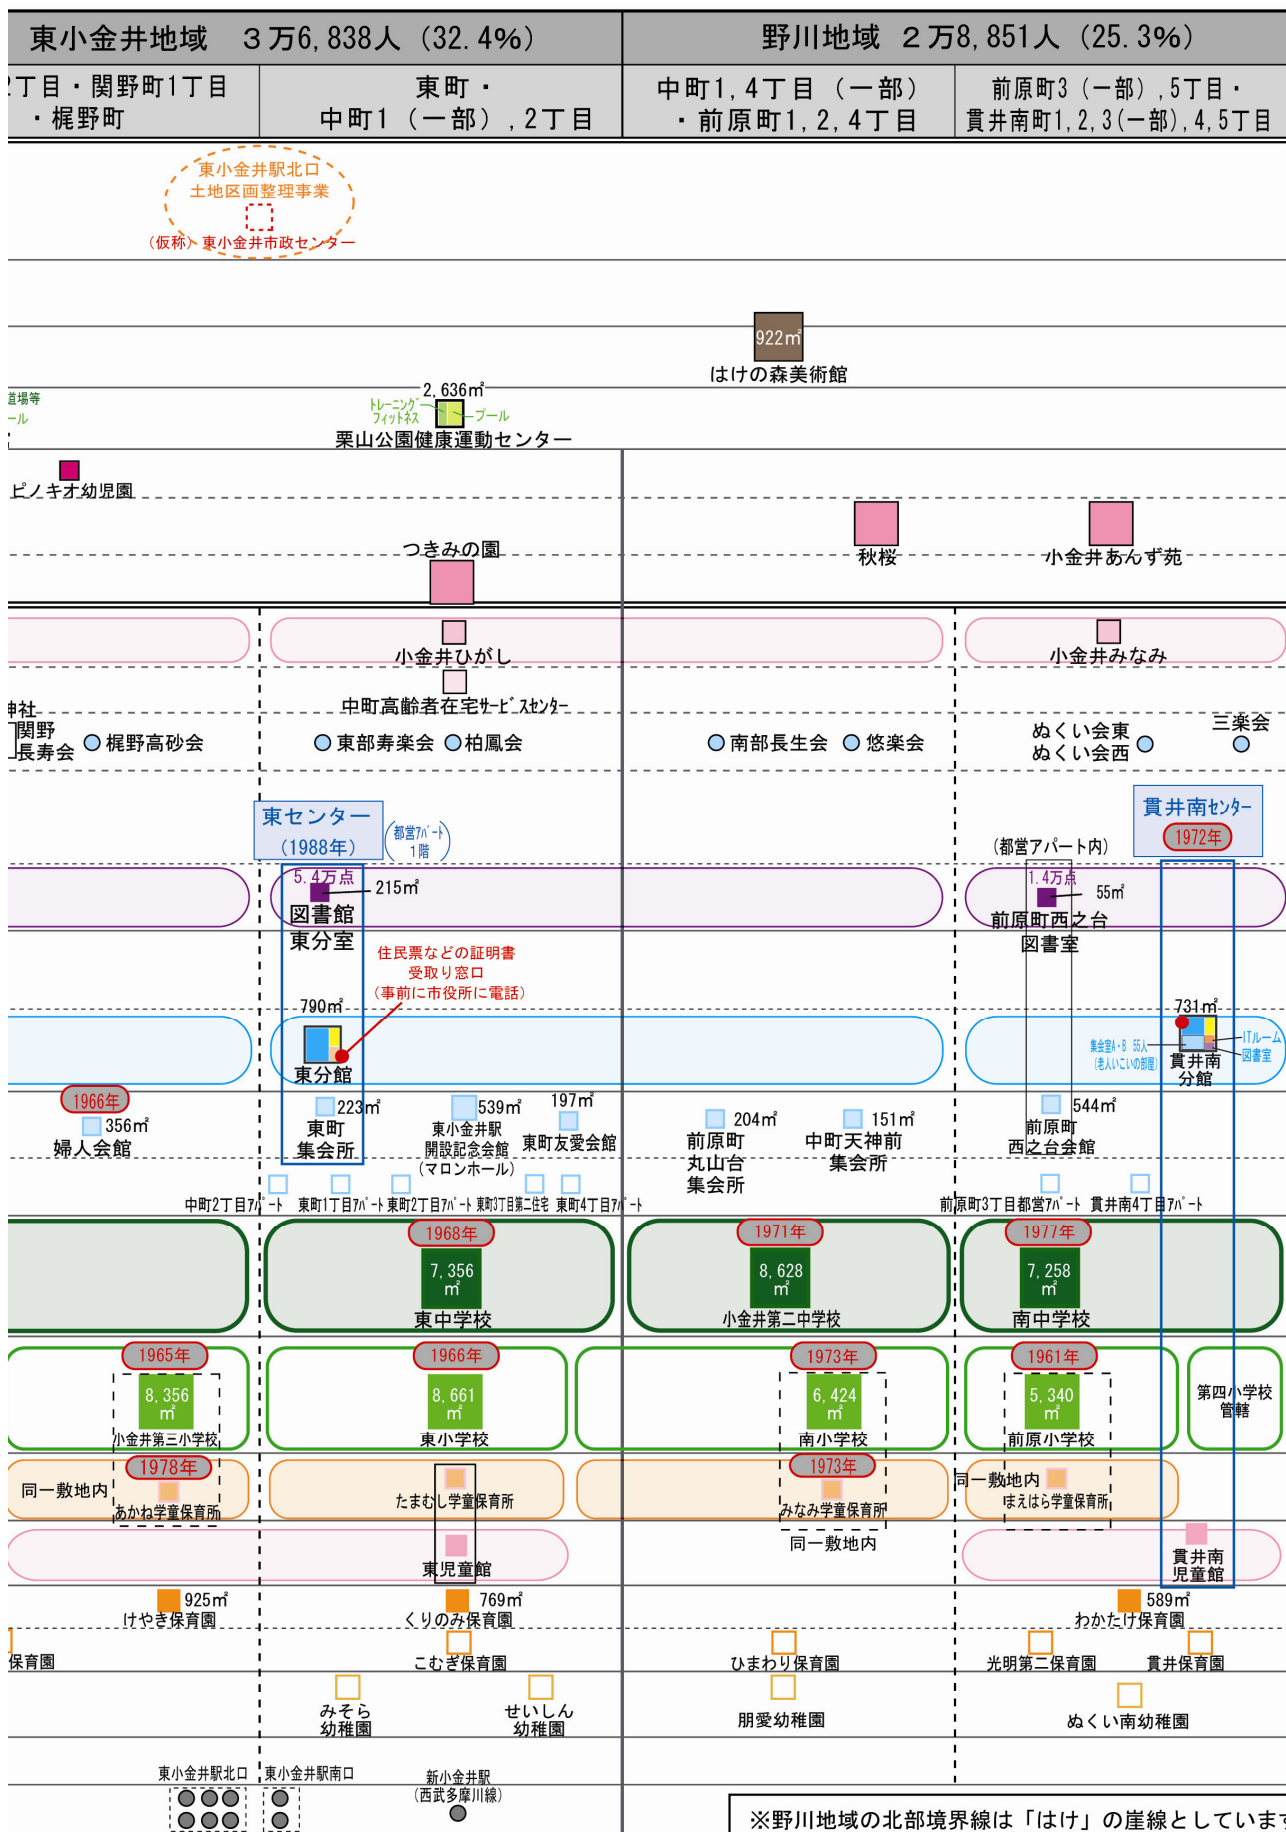 東小金井地域　3万6,838人（32.4%）
野川地域 2万8,851人（25.3%）
2丁目・関野町1丁目
・梶野町
東町・
中町1（一部）,2丁目
中町1,4丁目（一部）
・前原町1,2,4丁目
前原町3（一部）,5丁目・
貫井南町1,2,3(一部),4,5丁目
東小金井駅北口
土地区画整理事業
（仮称）東小金井市政センター
922㎡
はけの森美術館
道場等
ール
2,636㎡
トレーニング
フィットネス
プール
栗山公園健康運動センター
ピノキオ幼児園
秋桜
小金井あんず苑
つきみの園
小金井ひがし
小金井みなみ
中町高齢者在宅サービスセンター
神社
関野
長寿会
梶野高砂会
東部寿楽会
柏鳳会
南部長生会
悠楽会
ぬくい会東
ぬくい会西
三楽会
東センター
（1988年）
(都営アパート
1階)
貫井南センター
1972年
（都営アパート内）
5.4万点
215㎡
図書館
東分室
1.4万点
55㎡
前原町西之台
図書室
住民票などの証明書
受取り窓口
（事前に市役所に電話）
790㎡
東分館
731㎡
集会室A・B 55人
（老人いこいの部屋）
ITルーム
図書室
貫井南
分館
1966年
356㎡
婦人会館
223㎡
東町
集会所
539㎡
東小金井駅
開設記念会館
（マロンホール）
197㎡
東町友愛会館
204㎡
前原町
丸山台
集会所
151㎡
中町天神前
集会所
544㎡
前原町
西之台会館
中町2丁目アパート
東町1丁目アパート
東町2丁目アパート
東町3丁目第二住宅
東町4丁目アパート
前原町3丁目都営アパート
貫井南4丁目アパート
1968年
7,356
㎡
東中学校
1971年
8,628
㎡
小金井第二中学校
1977年
7,258
㎡
南中学校
1965年
8,356
㎡
小金井第三小学校
1966年
8,661
㎡
東小学校
1973年
6,424
㎡
南小学校
1961年
5,340
㎡
前原小学校
第四小学校
管轄
1978年
同一敷地内
あかね学童保育所
たまむし学童保育所
1973年
みなみ学童保育所
同一敷地内
同一敷地内
まえはら学童保育所
東児童館
貫井南
児童館
925㎡
けやき保育園
769㎡
くりのみ保育園
589㎡
わかたけ保育園
保育園
こむぎ保育園
ひまわり保育園
光明第二保育園
貫井保育園
みそら
幼稚園
せいしん
幼稚園
朋愛幼稚園
ぬくい南幼稚園
東小金井駅北口
東小金井駅南口
新小金井駅
（西武多摩川線）
※野川地域の北部境界線は「はけ」の崖線としています